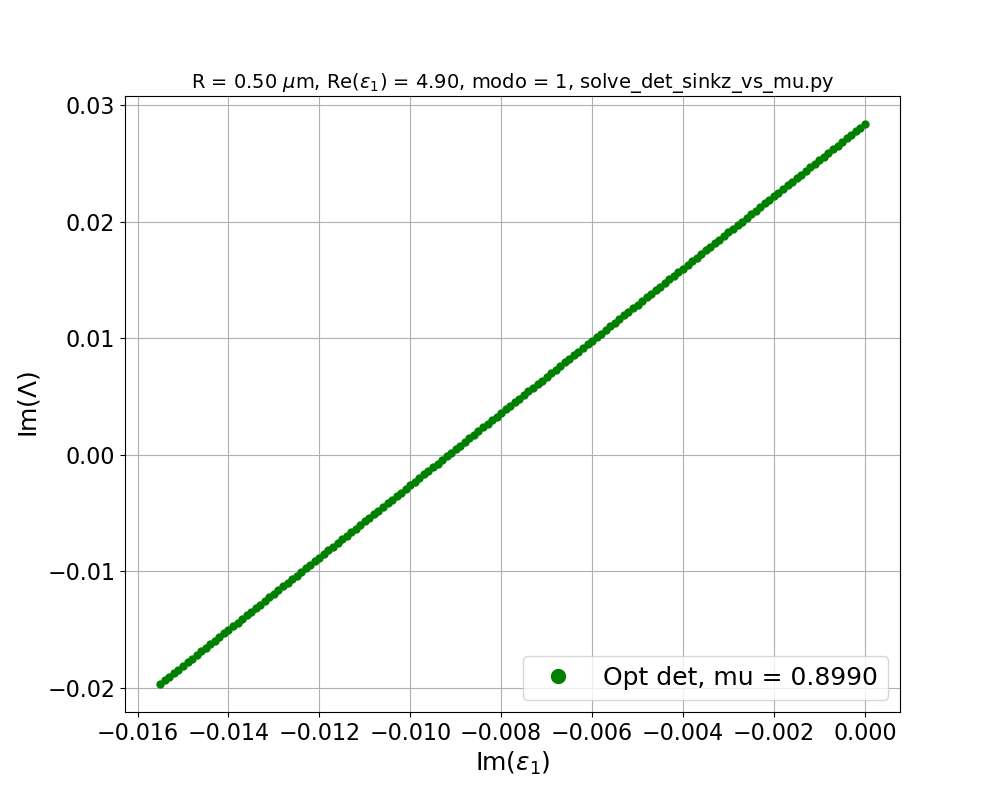 R = 0.50 μm, Re(ε₁) = 4.90, modo = 1, solve_det_sinkz_vs_mu.py
0.03
0.02
0.01
0.00
−0.01
−0.02
Im(Λ)
Opt det, mu = 0.8990
−0.016 −0.014 −0.012 −0.010 −0.008 −0.006 −0.004 −0.002 0.000
Im(ε₁)